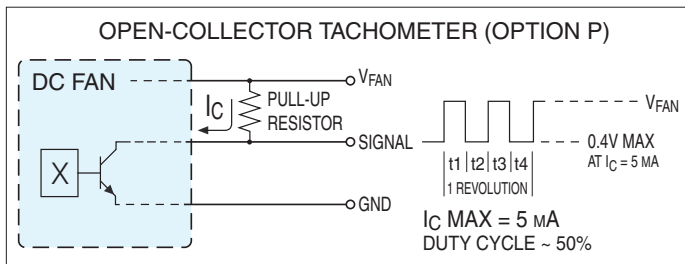 OPEN-COLLECTOR TACHOMETER (OPTION P)
DC FAN
VFAN
IC
PULL-UP
RESISTOR
SIGNAL
X
GND
VFAN
0.4V MAX
AT IC = 5 MA
t1 t2 t3 t4
1 REVOLUTION
IC MAX = 5 MA
DUTY CYCLE ~ 50%